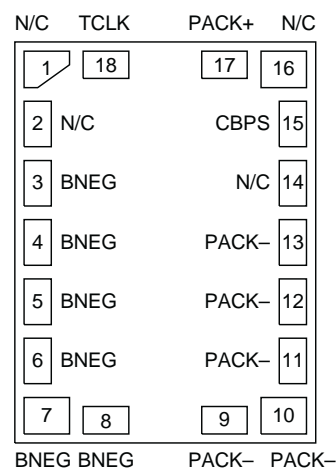 N/C TCLK PACK+ N/C
1 18 17 16
2 N/C CBPS 15
3 BNEG N/C 14
4 BNEG PACK– 13
5 BNEG PACK– 12
6 BNEG PACK– 11
7 8 9 10
BNEG BNEG PACK– PACK–